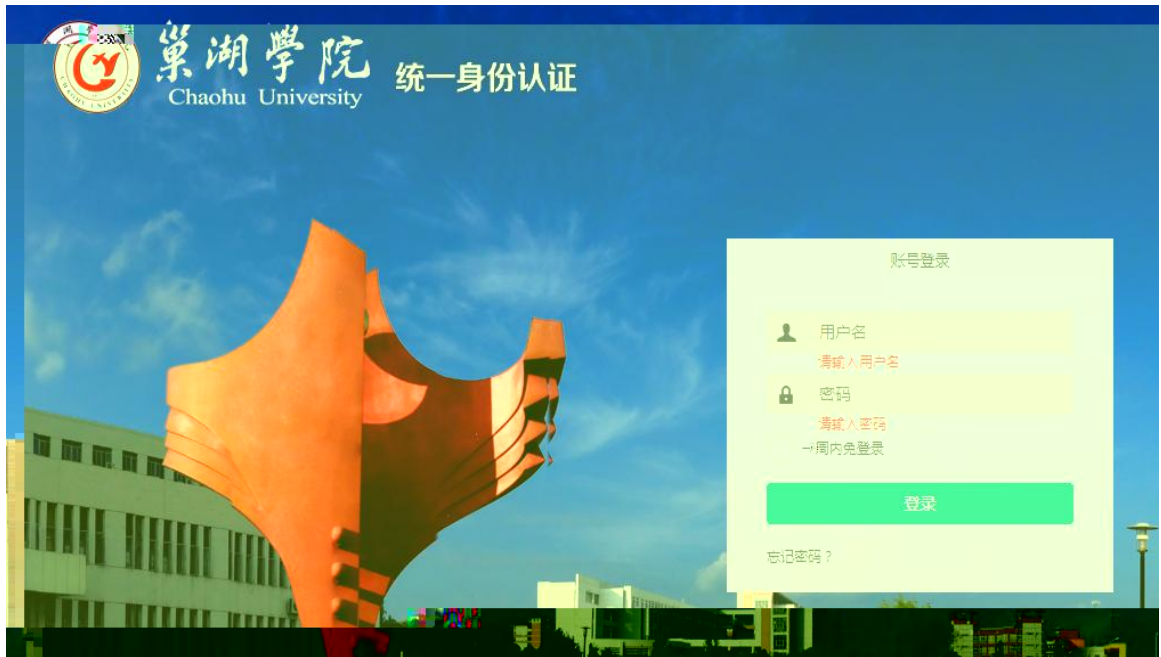 巢湖學院
Chaohu University
统一身份认证
账号登录
用户名
请输入用户名
密码
请输入密码
一周内免登录
登录
忘记密码？